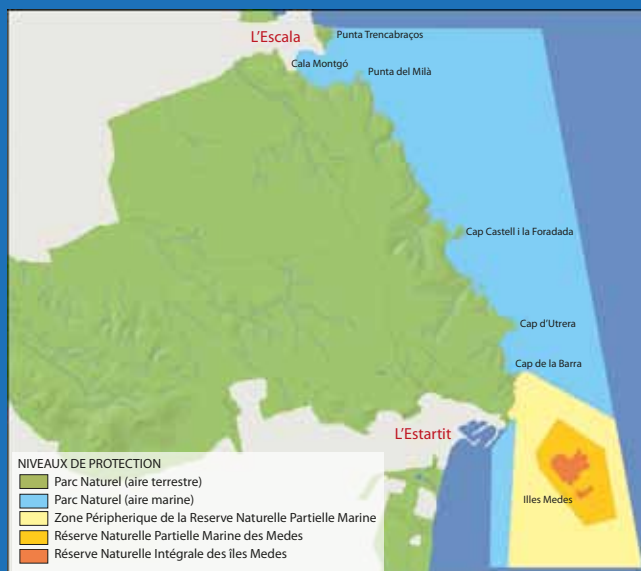 L'Escala
Punta Trencabraços
Cala Montgó
Punta del Milà
Cap Castell i la Foradada
Cap d'Utrera
Cap de la Barra
L'Estartit
Illes Medes
NIVEAUX DE PROTECTION
Parc Naturel (aire terrestre)
Parc Naturel (aire marine)
Zone Péripherique de la Reserve Naturelle Partielle Marine
Réserve Naturelle Partielle Marine des Medes
Réserve Naturelle Intégrale des îles Medes